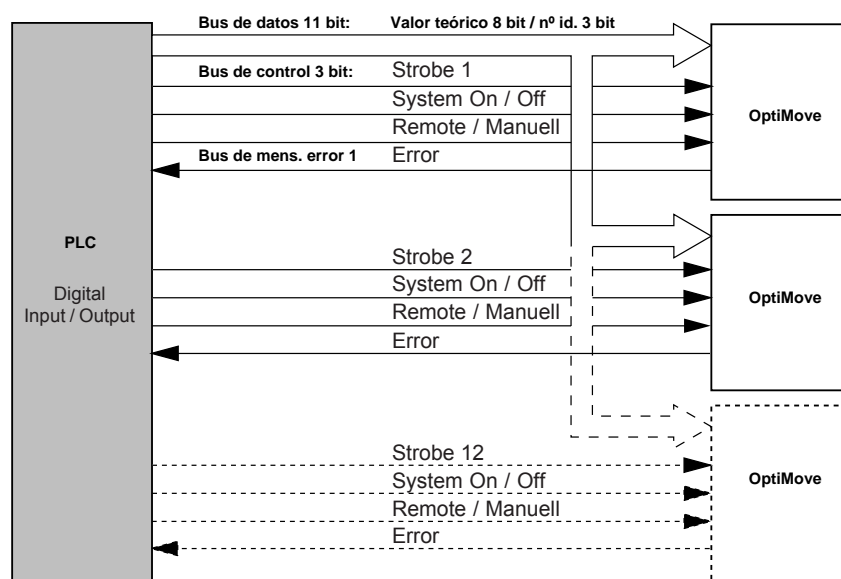 Bus de datos 11 bit: Valor teórico 8 bit / nº id. 3 bit
Bus de control 3 bit: Strobe 1
System On / Off
Remote / Manuell
Bus de mens. error 1 Error
OptiMove
PLC
Digital
Input / Output
Strobe 2
System On / Off
Remote / Manuell
Error
OptiMove
Strobe 12
System On / Off
Remote / Manuell
Error
OptiMove